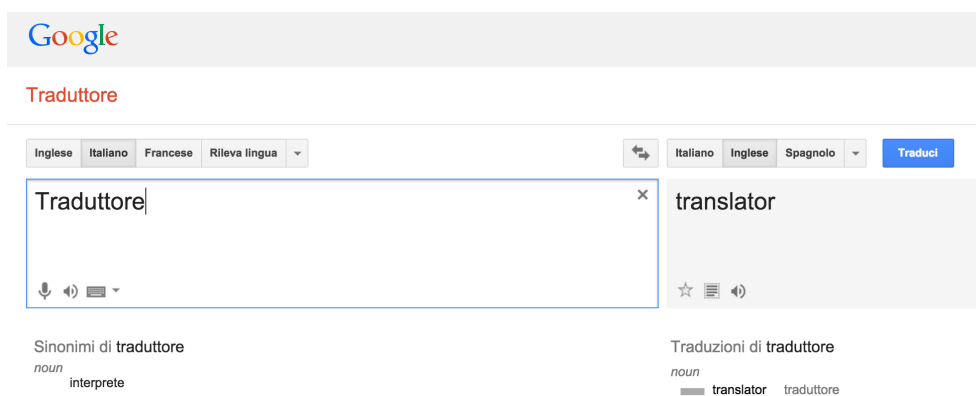 Google
Traduttore
Inglese Italiano Francese Rileva lingua Italiano Inglese Spagnolo Traduci
Traduttore translator
Sinonimi di traduttore Traduzioni di traduttore
noun noun
interprete translator traduttore